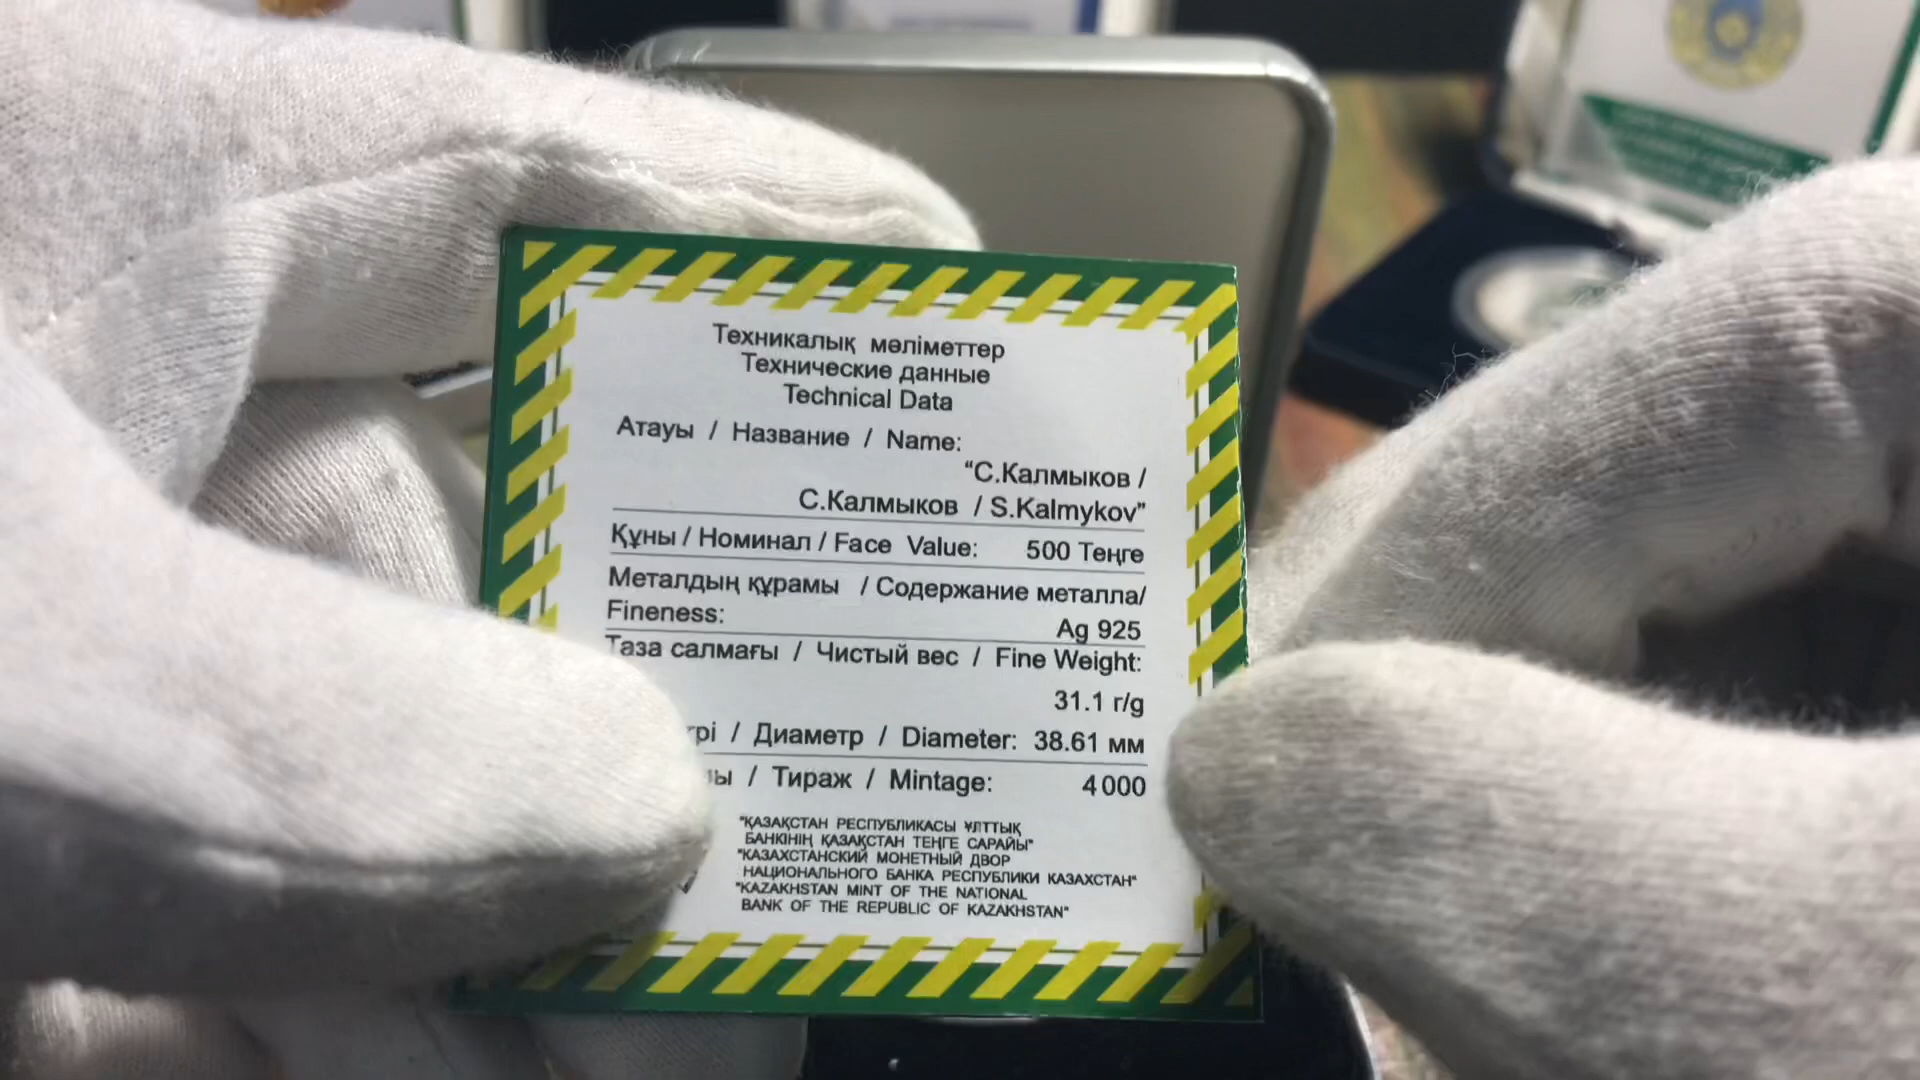 Техникалық мәліметтер
Технические данные
Technical Data
Атауы / Название / Name:
“С.Калмыков /
С.Калмыков / S.Kalmykov”
Құны / Номинал / Face Value: 500 Теңге
Металдың құрамы / Содержание металла/
Fineness: Ag 925
Таза салмағы / Чистый вес / Fine Weight:
31.1 г/g
/ Диаметр / Diameter: 38.61 мм
/ Тираж / Mintage: 4 000
"ҚАЗАҚСТАН РЕСПУБЛИКАСЫ ҰЛТТЫҚ
БАНКІНІҢ ҚАЗАҚСТАН ТЕҢГЕ САРАЙЫ"
"КАЗАХСТАНСКИЙ МОНЕТНЫЙ ДВОР
НАЦИОНАЛЬНОГО БАНКА РЕСПУБЛИКИ КАЗАХСТАН"
"KAZAKHSTAN MINT OF THE NATIONAL
BANK OF THE REPUBLIC OF KAZAKHSTAN"